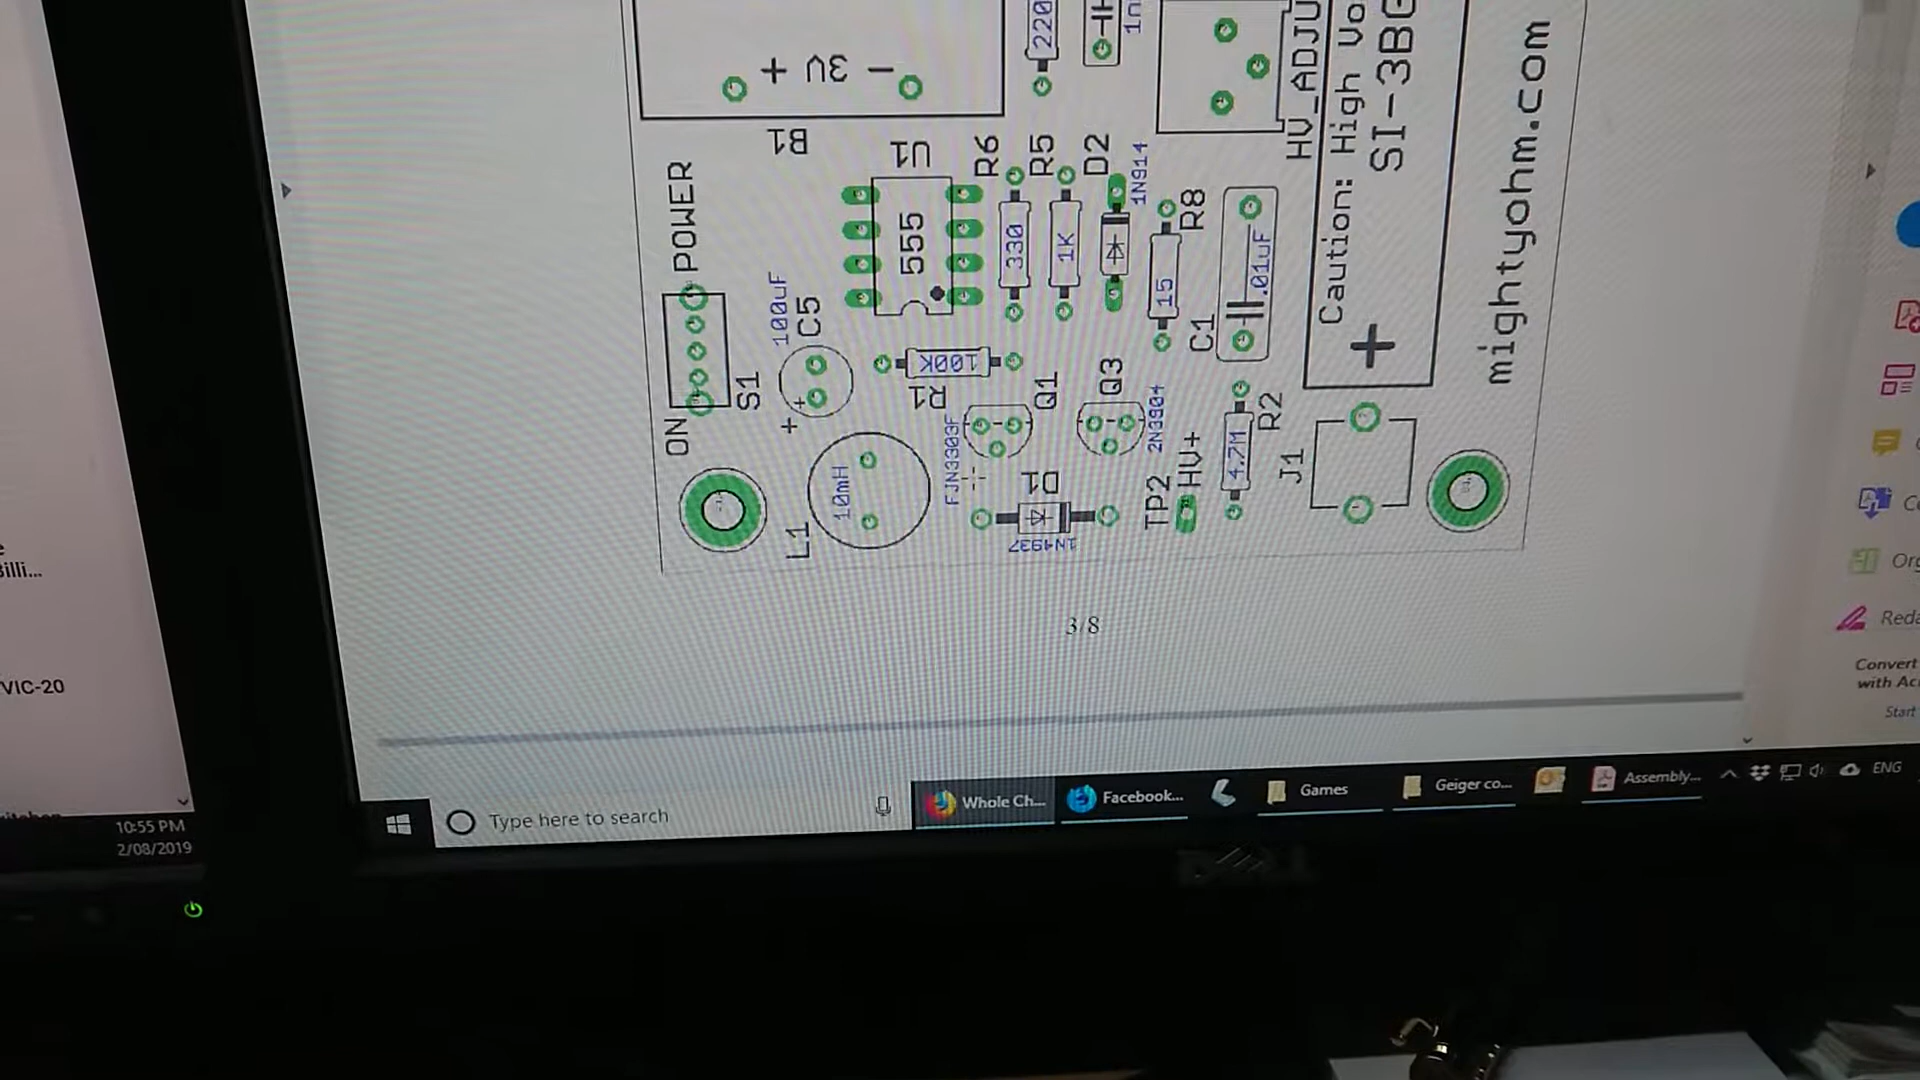 + 3V −
B1
220
1n
HV_ADJU
Caution: High Vo
SI-3BG
mightyohm.com
POWER
ON
S1
100uF
C5
+
U1
555
R6
330
R5
1K
D2
1N914
R8
15
C1
.01uF
+
100K
R1
Q1
FJN3303F
Q3
2N3904
HV+
TP2
4.7M
R2
J1
10mH
L1
D1
1N4937
3/8
illi...
VIC-20
10:55 PM
2/08/2019
Type here to search
Whole Ch...
Facebook...
Games
Geiger co...
Assembly...
ENG
Org
Reda
Convert
with Ac
Start
DELL